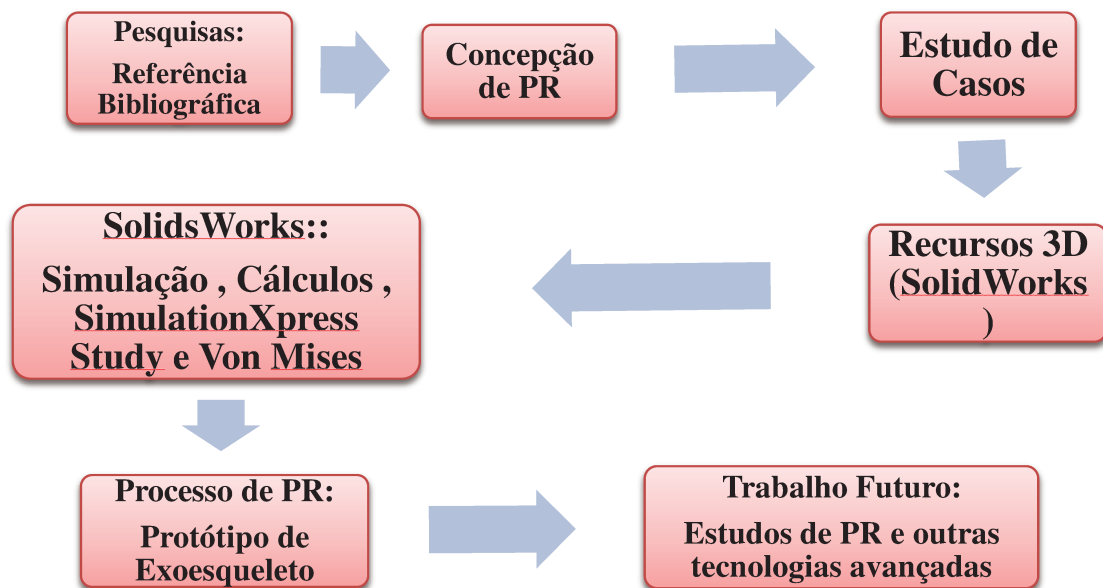 Pesquisas:
Referência
Bibliográfica
Concepção
de PR
Estudo de
Casos
Recursos 3D
(SolidWorks
)
SolidsWorks::
Simulação , Cálculos ,
SimulationXpress
Study e Von Mises
Processo de PR:
Protótipo de
Exoesqueleto
Trabalho Futuro:
Estudos de PR e outras
tecnologias avançadas